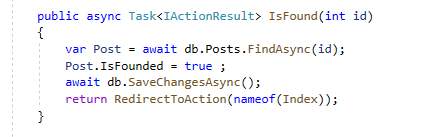 public async Task<IActionResult> IsFound(int id)
{
var Post = await db.Posts.FindAsync(id);
Post.IsFounded = true ;
await db.SaveChangesAsync();
return RedirectToAction(nameof(Index));
}